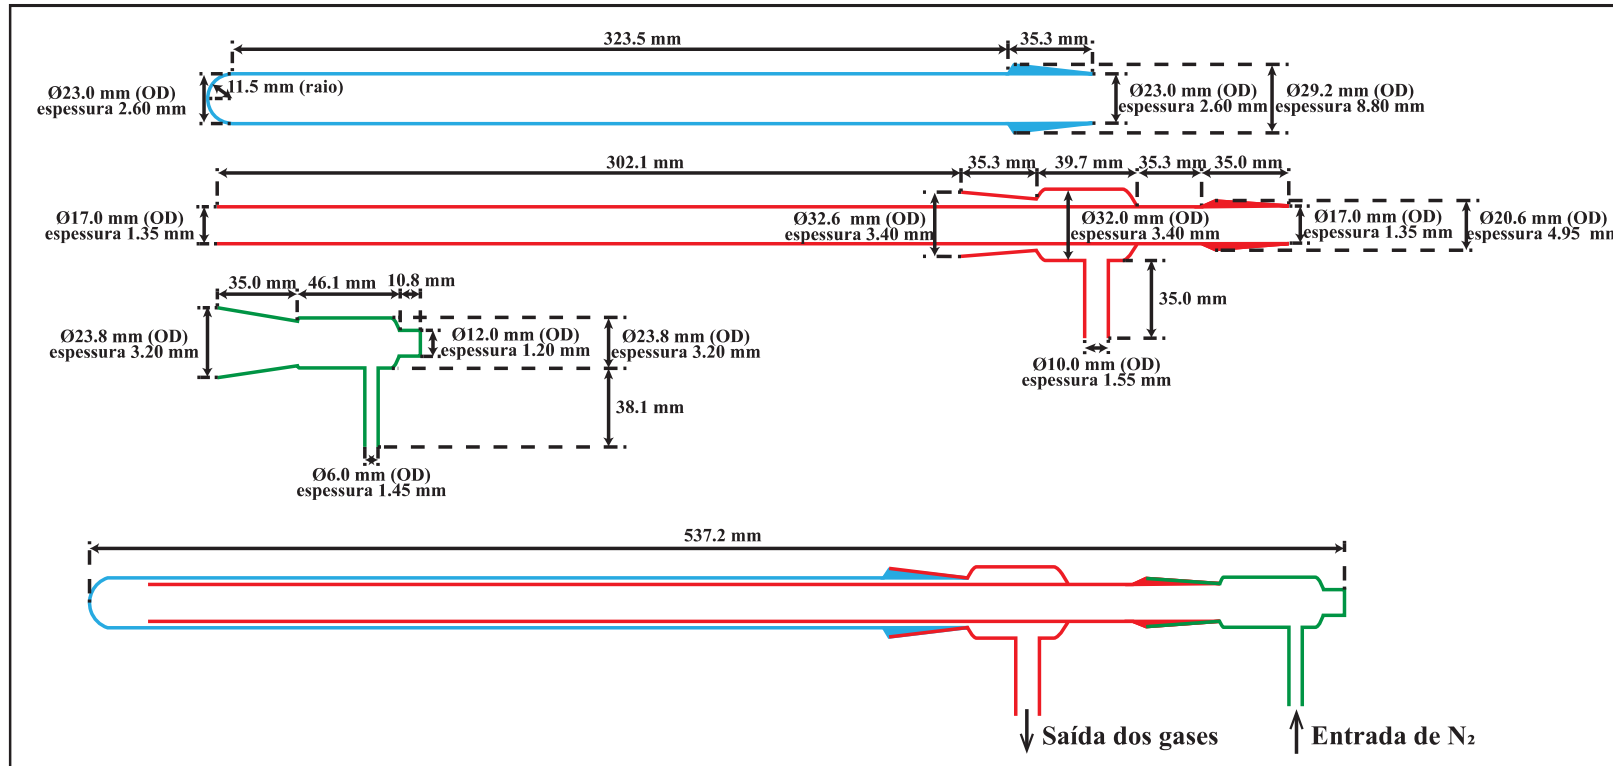 323.5 mm
35.3 mm
11.5 mm (raio)
Ø23.0 mm (OD)
espessura 2.60 mm
Ø23.0 mm (OD)
espessura 2.60 mm
Ø29.2 mm (OD)
espessura 8.80 mm
302.1 mm
35.3 mm
39.7 mm
35.3 mm
35.0 mm
Ø17.0 mm (OD)
espessura 1.35 mm
Ø32.6 mm (OD)
espessura 3.40 mm
Ø32.0 mm (OD)
espessura 3.40 mm
Ø17.0 mm (OD)
espessura 1.35 mm
Ø20.6 mm (OD)
espessura 4.95 mm
35.0 mm
Ø10.0 mm (OD)
espessura 1.55 mm
35.0 mm
46.1 mm
10.8 mm
Ø23.8 mm (OD)
espessura 3.20 mm
Ø12.0 mm (OD)
espessura 1.20 mm
Ø23.8 mm (OD)
espessura 3.20 mm
38.1 mm
Ø6.0 mm (OD)
espessura 1.45 mm
537.2 mm
Saída dos gases
Entrada de N₂